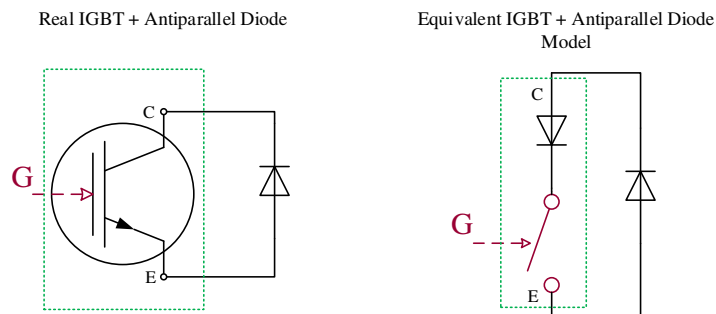 Real IGBT + Antiparallel Diode
C
G
E
Equivalent IGBT + Antiparallel Diode
Model
C
G
E